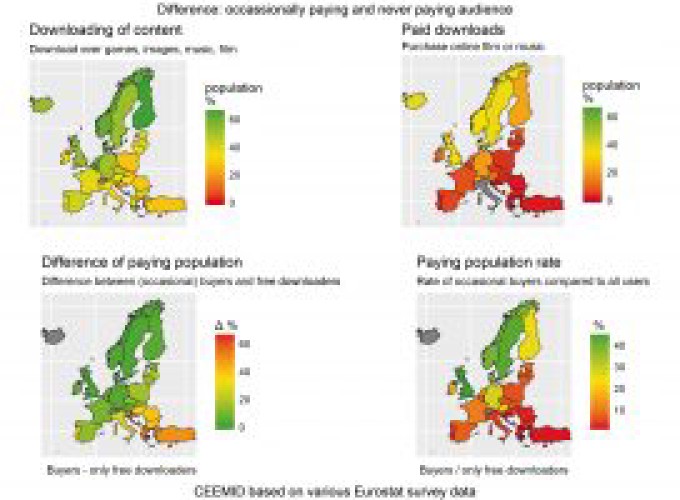 Difference: occassionally paying and never paying audience
Downloading of content
Download over games, images, music, film
population
%
60
40
20
0
Paid downloads
Purchase online film or music
population
%
60
40
20
0
Difference of paying population
Difference between (occasional) buyers and free downloaders
Δ %
60
40
20
0
Buyers - only free downloaders
Paying population rate
Rate of occasional buyers compared to all users
%
40
30
20
10
Buyers / only free downloaders
CEEMID based on various Eurostat survey data